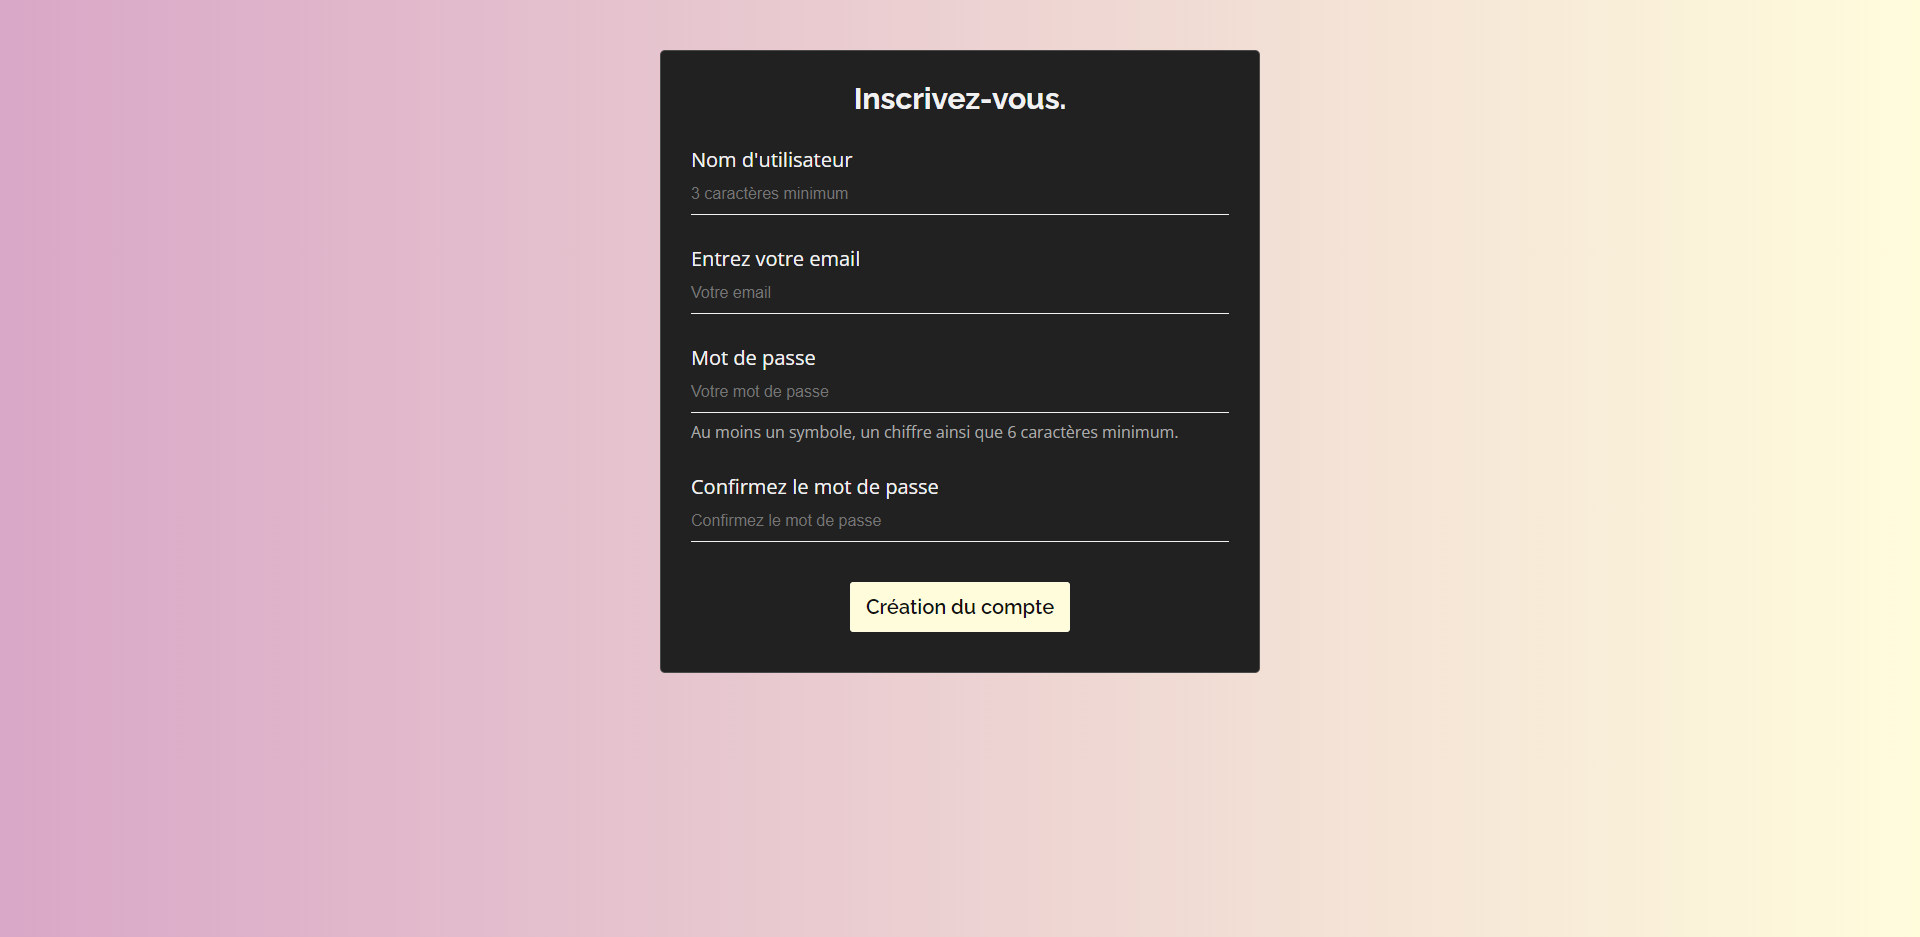 Inscrivez-vous.
Nom d'utilisateur
3 caractères minimum
Entrez votre email
Votre email
Mot de passe
Votre mot de passe
Au moins un symbole, un chiffre ainsi que 6 caractères minimum.
Confirmez le mot de passe
Confirmez le mot de passe
Création du compte